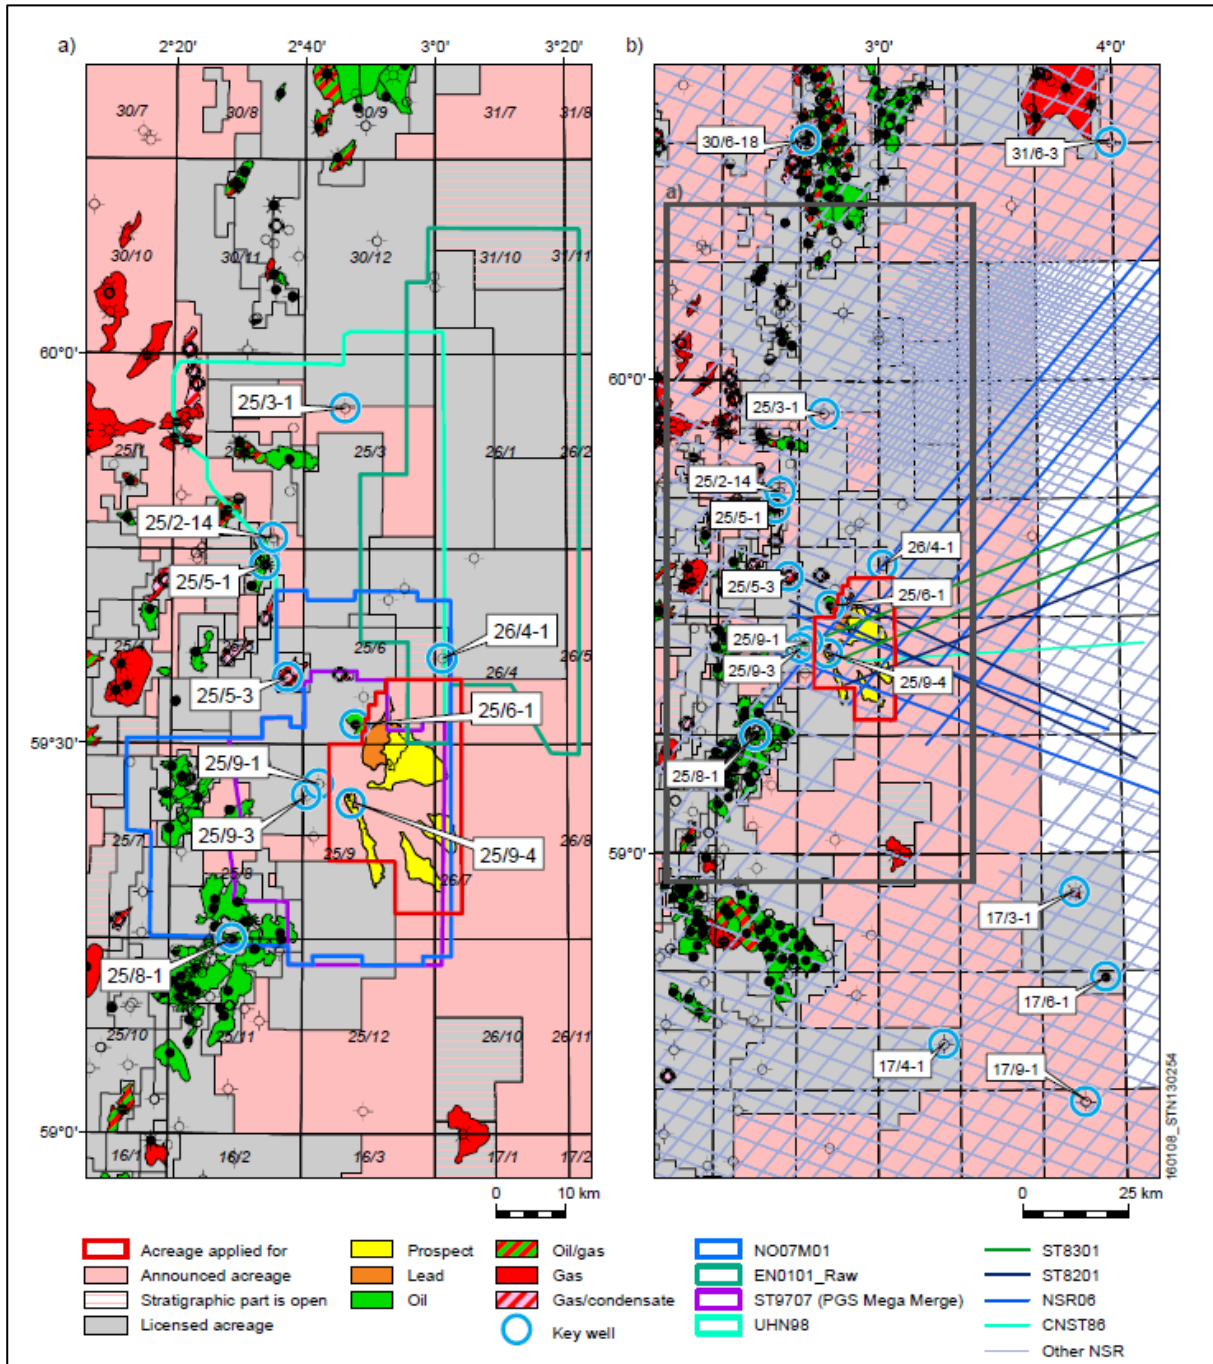 a)
2°20'
2°40'
3°0'
3°20'
30/7
30/8
30/9
31/7
31/8
30/10
30/11
30/12
31/10
31/11
60°0'
25/3-1
25/1
25/3
26/1
26/2
25/2-14
25/5-1
26/4-1
25/4
25/6
26/4
26/5
25/5-3
25/6-1
59°30'
25/9-1
25/9-3
25/9-4
25/7
25/8
25/9
26/7
26/8
25/8-1
25/10
25/11
25/12
26/10
26/11
59°0'
16/1
16/2
16/3
17/1
17/2
0 10 km
b)
3°0'
4°0'
30/6-18
31/6-3
a)
60°0'
25/3-1
25/2-14
25/5-1
26/4-1
25/5-3
25/6-1
25/9-1
25/9-3
25/9-4
25/8-1
59°0'
17/3-1
17/6-1
17/4-1
17/9-1
160108_STN130254
0 25 km
Acreage applied for
Announced acreage
Stratigraphic part is open
Licensed acreage
Prospect
Lead
Oil
Oil/gas
Gas
Gas/condensate
Key well
NO07M01
EN0101_Raw
ST9707 (PGS Mega Merge)
UHN98
ST8301
ST8201
NSR06
CNST86
Other NSR